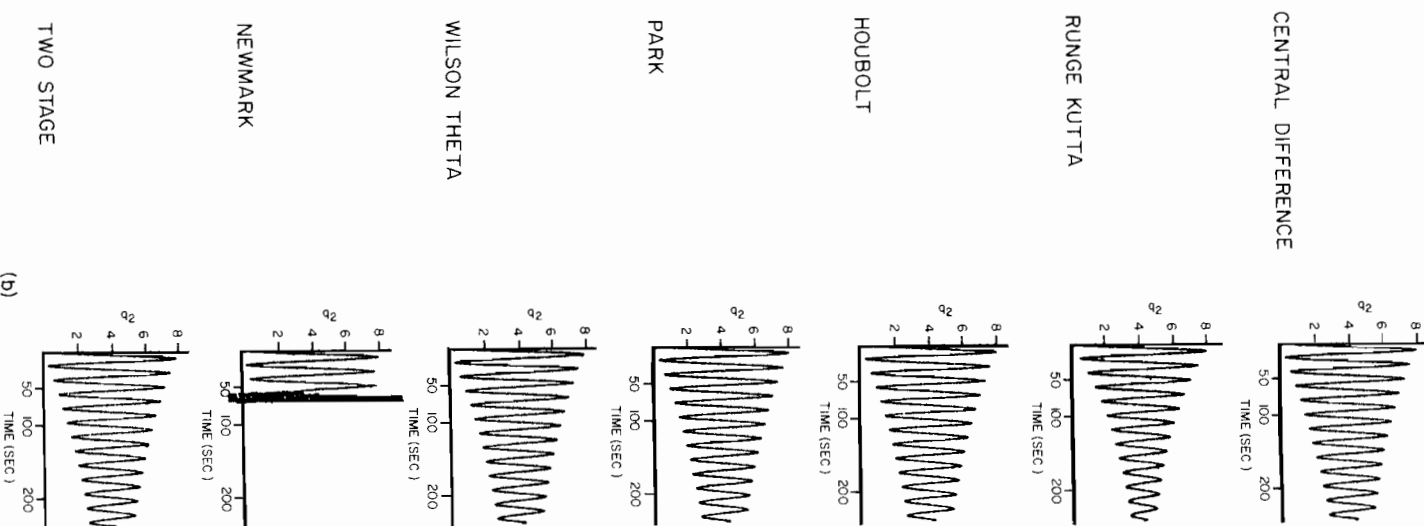 CENTRAL DIFFERENCE
8
6
q₂
4
2
50 100 200
TIME (SEC)
RUNGE KUTTA
8
6
q₂
4
2
50 100 200
TIME (SEC)
HOUBOLT
8
6
q₂
4
2
50 100 200
TIME (SEC)
PARK
8
6
q₂
4
2
50 100 200
TIME (SEC)
WILSON THETA
8
6
q₂
4
2
50 100 200
TIME (SEC)
NEWMARK
8
6
q₂
4
2
50 100 200
TIME (SEC)
TWO STAGE
8
6
q₂
4
2
50 100 200
TIME (SEC)
(b)